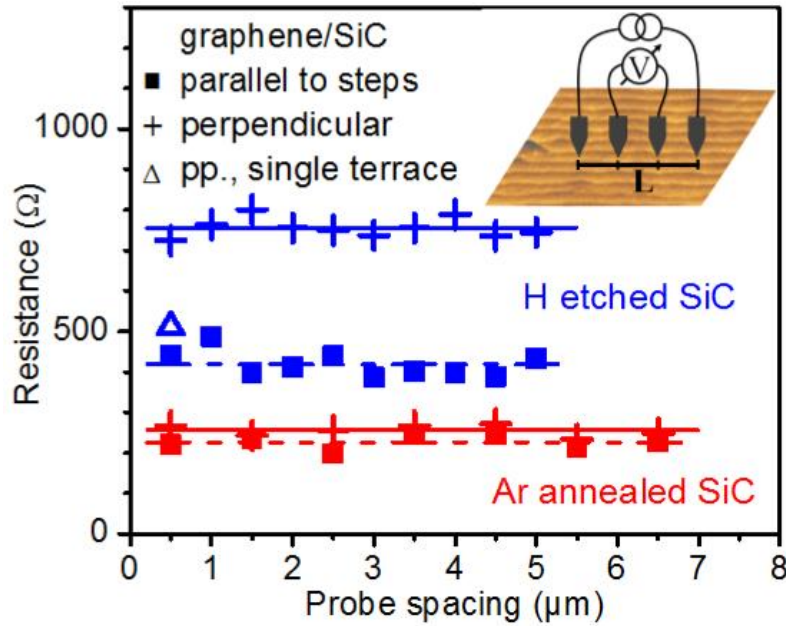 graphene/SiC
parallel to steps
perpendicular
pp., single terrace
V
L
H etched SiC
Ar annealed SiC
Resistance (Ω)
1000
500
0
0 1 2 3 4 5 6 7 8
Probe spacing (μm)